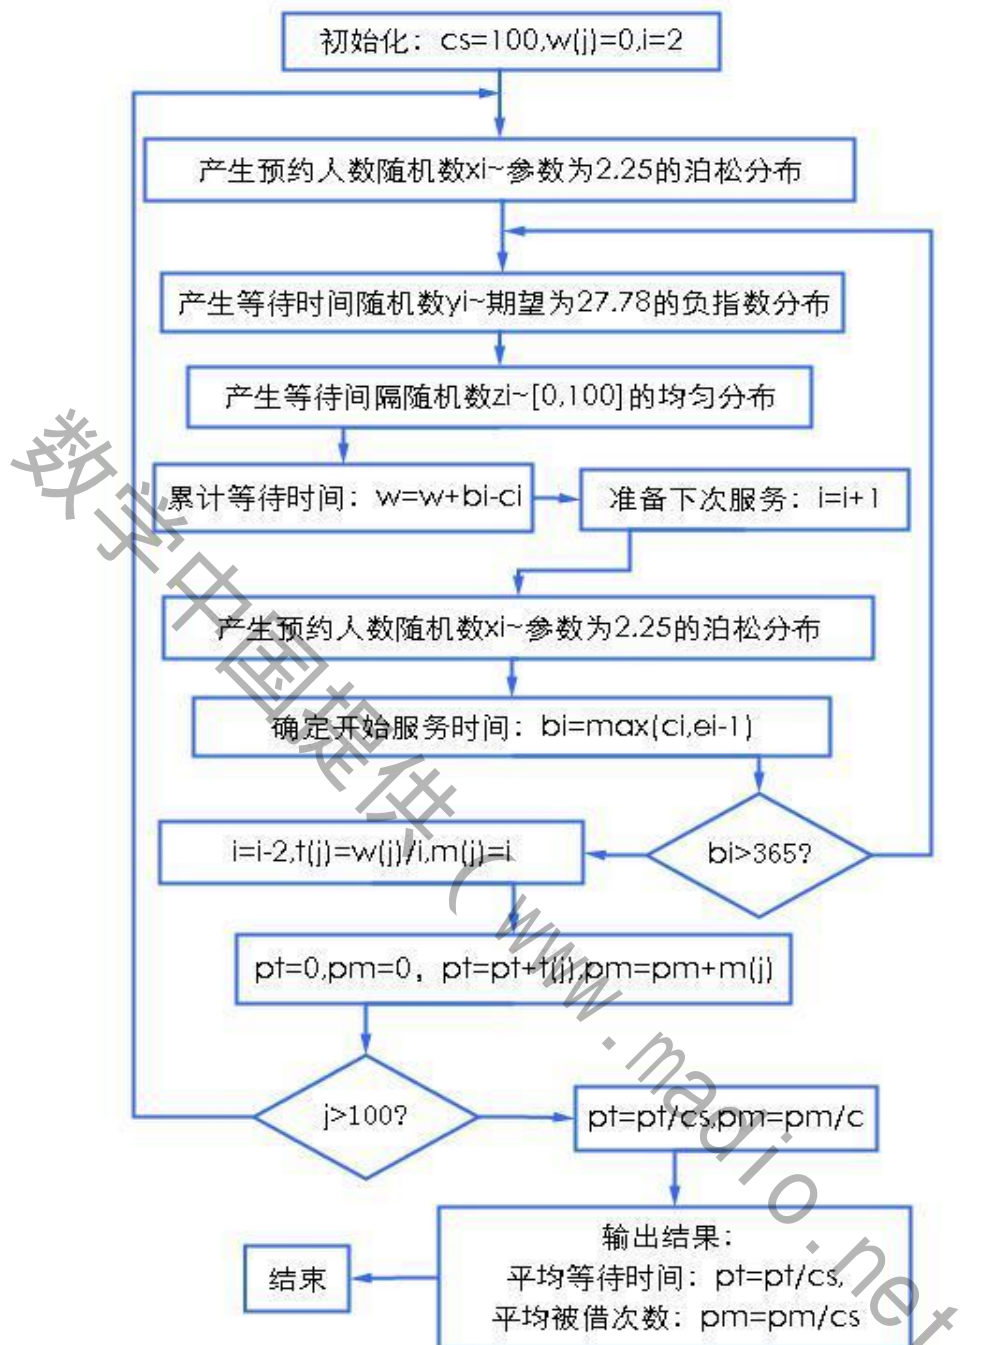 初始化：cs=100,w(j)=0,i=2
产生预约人数随机数xi~参数为2.25的泊松分布
产生等待时间随机数yi~期望为27.78的负指数分布
产生等待间隔随机数zi~[0,100]的均匀分布
累计等待时间：w=w+bi-ci
准备下次服务：i=i+1
产生预约人数随机数xi~参数为2.25的泊松分布
确定开始服务时间：bi=max(ci,ei-1)
bi>365?
i=i-2,t(j)=w(j)/i,m(j)=i
pt=0,pm=0，pt=pt+t(j),pm=pm+m(j)
j>100?
pt=pt/cs,pm=pm/c
输出结果：
平均等待时间：pt=pt/cs,
平均被借次数：pm=pm/cs
结束
数学中国提供（www.madio.net